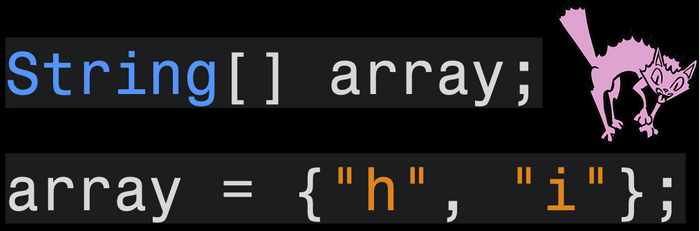 String[] array;
array = {"h", "i"};